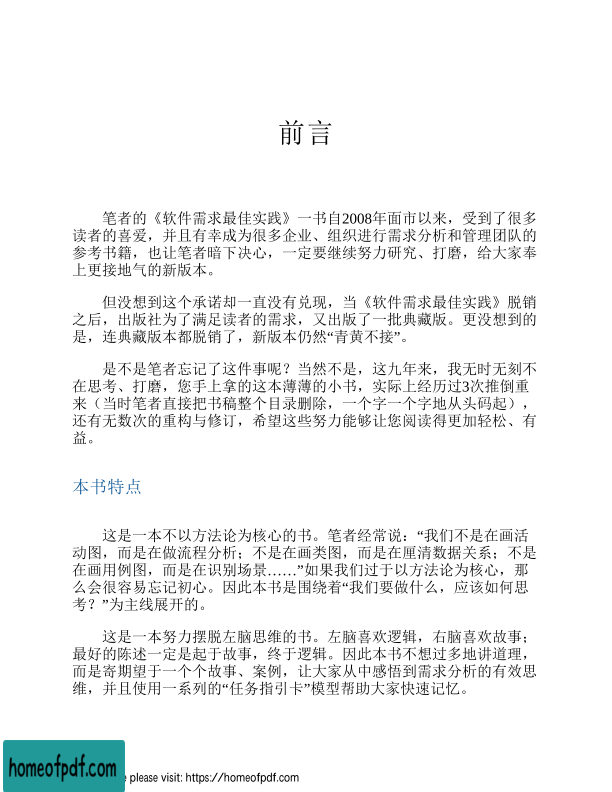 前言
笔者的《软件需求最佳实践》一书自2008年面市以来，受到了很多
读者的喜爱，并且有幸成为很多企业、组织进行需求分析和管理团队的
参考书籍，也让笔者暗下决心，一定要继续努力研究、打磨，给大家奉
上更接地气的新版本。
但没想到这个承诺却一直没有兑现，当《软件需求最佳实践》脱销
之后，出版社为了满足读者的需求，又出版了一批典藏版。更没想到的
是，连典藏版本都脱销了，新版本仍然“青黄不接”。
是不是笔者忘记了这件事呢？当然不是，这九年来，我无时无刻不
在思考、打磨，您手上拿的这本薄薄的小书，实际上经历过3次推倒重
来（当时笔者直接把书稿整个目录删除，一个字一个字地从头码起），
还有无数次的重构与修订，希望这些努力能够让您阅读得更加轻松、有
益。
本书特点
这是一本不以方法论为核心的书。笔者经常说：“我们不是在画活
动图，而是在做流程分析；不是在画类图，而是在厘清数据关系；不是
在画用例图，而是在识别场景……”如果我们过于以方法论为核心，那
么会很容易忘记初心。因此本书是围绕着“我们要做什么，应该如何思
考？”为主线展开的。
这是一本努力摆脱左脑思维的书。左脑喜欢逻辑，右脑喜欢故事；
最好的陈述一定是起于故事，终于逻辑。因此本书不想过多地讲道理，
而是寄期望于一个个故事、案例，让大家从中感悟到需求分析的有效思
维，并且使用一系列的“任务指引卡”模型帮助大家快速记忆。
homeofpdf.com
please visit: https://homeofpdf.com